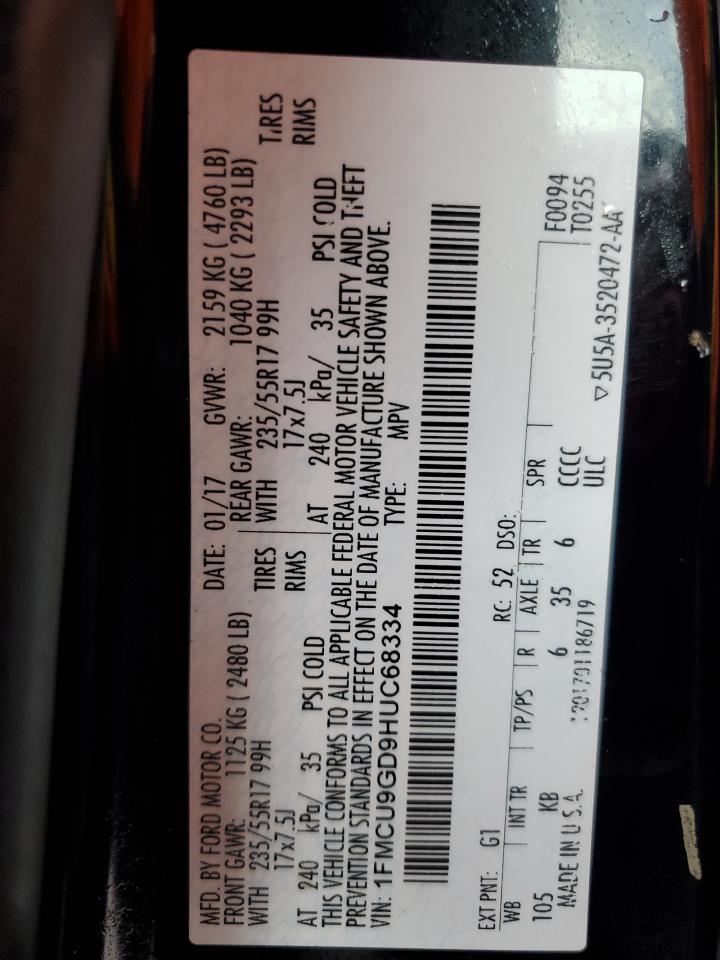 MFD. BY FORD MOTOR CO.
DATE: 01/17 GVWR: 2159 KG ( 4760 LB)
FRONT GAWR: 1125 KG ( 2480 LB)
REAR GAWR: 1040 KG ( 2293 LB)
WITH 235/55R17 99H TIRES
WITH 235/55R17 99H TIRES
17x7.5J RIMS
17x7.5J RIMS
AT 240 kPa/ 35 PSI COLD
AT 240 kPa/ 35 PSI COLD
THIS VEHICLE CONFORMS TO ALL APPLICABLE FEDERAL MOTOR VEHICLE SAFETY AND THEFT
PREVENTION STANDARDS IN EFFECT ON THE DATE OF MANUFACTURE SHOWN ABOVE.
VIN: 1FMCU9GD9HUC68334 TYPE: MPV
EXT PNT: G1 RC: 52 DSO: F0094
WB INT TR TP/PS R AXLE TR SPR T0255
105 KB 6 35 6 CCCC
MADE IN U.S.A. ULC
▽5U5A-3520472-AA